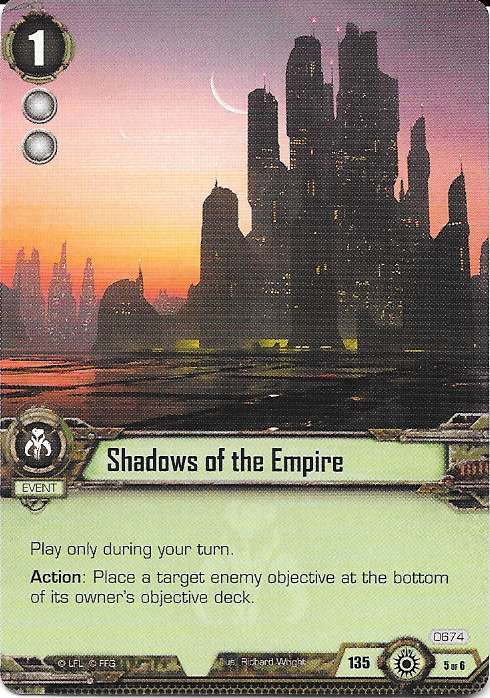 1
Shadows of the Empire
EVENT
Play only during your turn.
Action: Place a target enemy objective at the bottom
of its owner's objective deck.
0674
© LFL © FFG
Illus. Richard Wright
135
5 OF 6